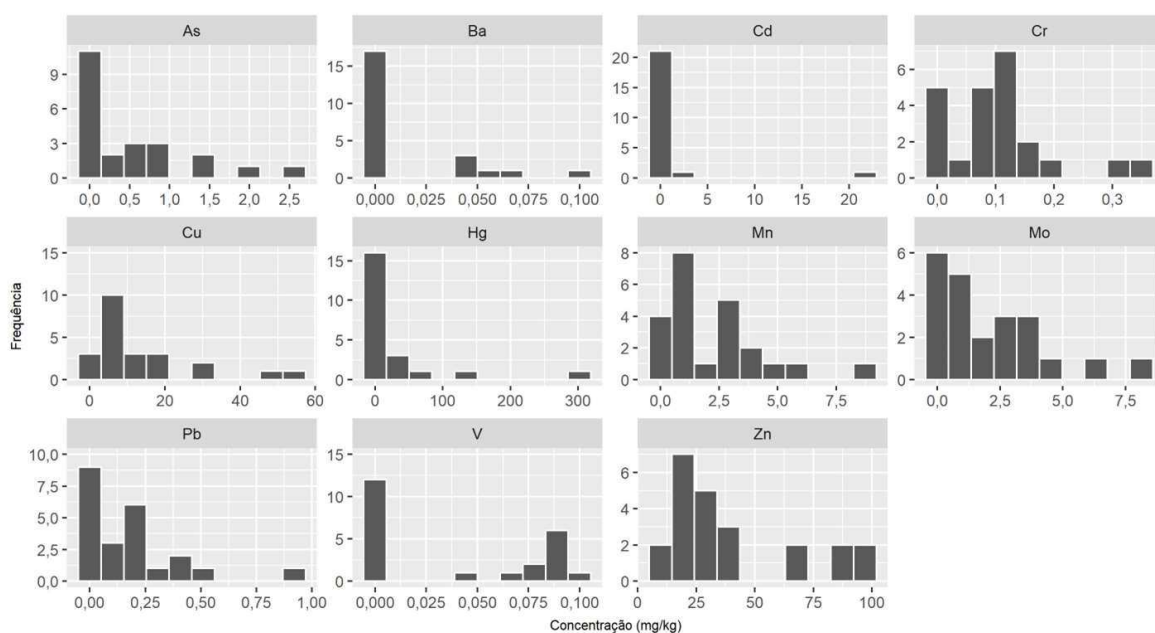 As Ba Cd Cr
9 15 20 6
6 10 15 4
3 5 10 2
0 0 5 0
0
0,0 0,5 1,0 1,5 2,0 2,5 0,000 0,025 0,050 0,075 0,100 0 5 10 15 20 0,0 0,1 0,2 0,3
Cu Hg Mn Mo
15 15 8 6
10 10 6 4
5 5 4 2
0 0 2 0
0
0 20 40 60 0 100 200 300 0,0 2,5 5,0 7,5 0,0 2,5 5,0 7,5
Pb V Zn
10,0 15 6
7,5 10 4
5,0 5 2
2,5 0 0
0,0
0,00 0,25 0,50 0,75 1,00 0,000 0,025 0,050 0,075 0,100 0 25 50 75 100
Frequência
Concentração (mg/kg)